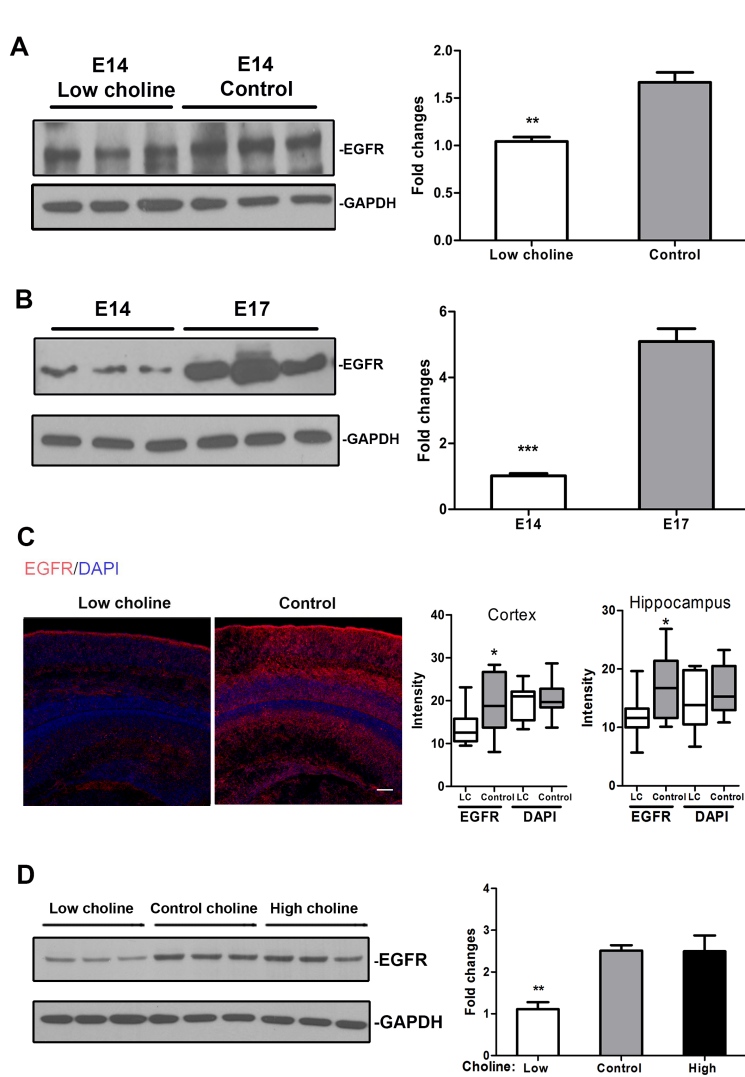 A
E14 E14
Low choline Control
-EGFR
-GAPDH
Fold changes
2.0
1.5
1.0
0.5
0.0
**
Low choline Control
B
E14 E17
-EGFR
-GAPDH
Fold changes
6
4
2
0
***
E14 E17
C
EGFR/DAPI
Low choline Control
Cortex
Intensity
40
30
20
10
0
*
LC Control LC Control
EGFR DAPI
Hippocampus
Intensity
30
20
10
0
*
LC Control LC Control
EGFR DAPI
D
Low choline Control choline High choline
-EGFR
-GAPDH
Fold changes
4
3
2
1
0
**
Choline: Low Control High